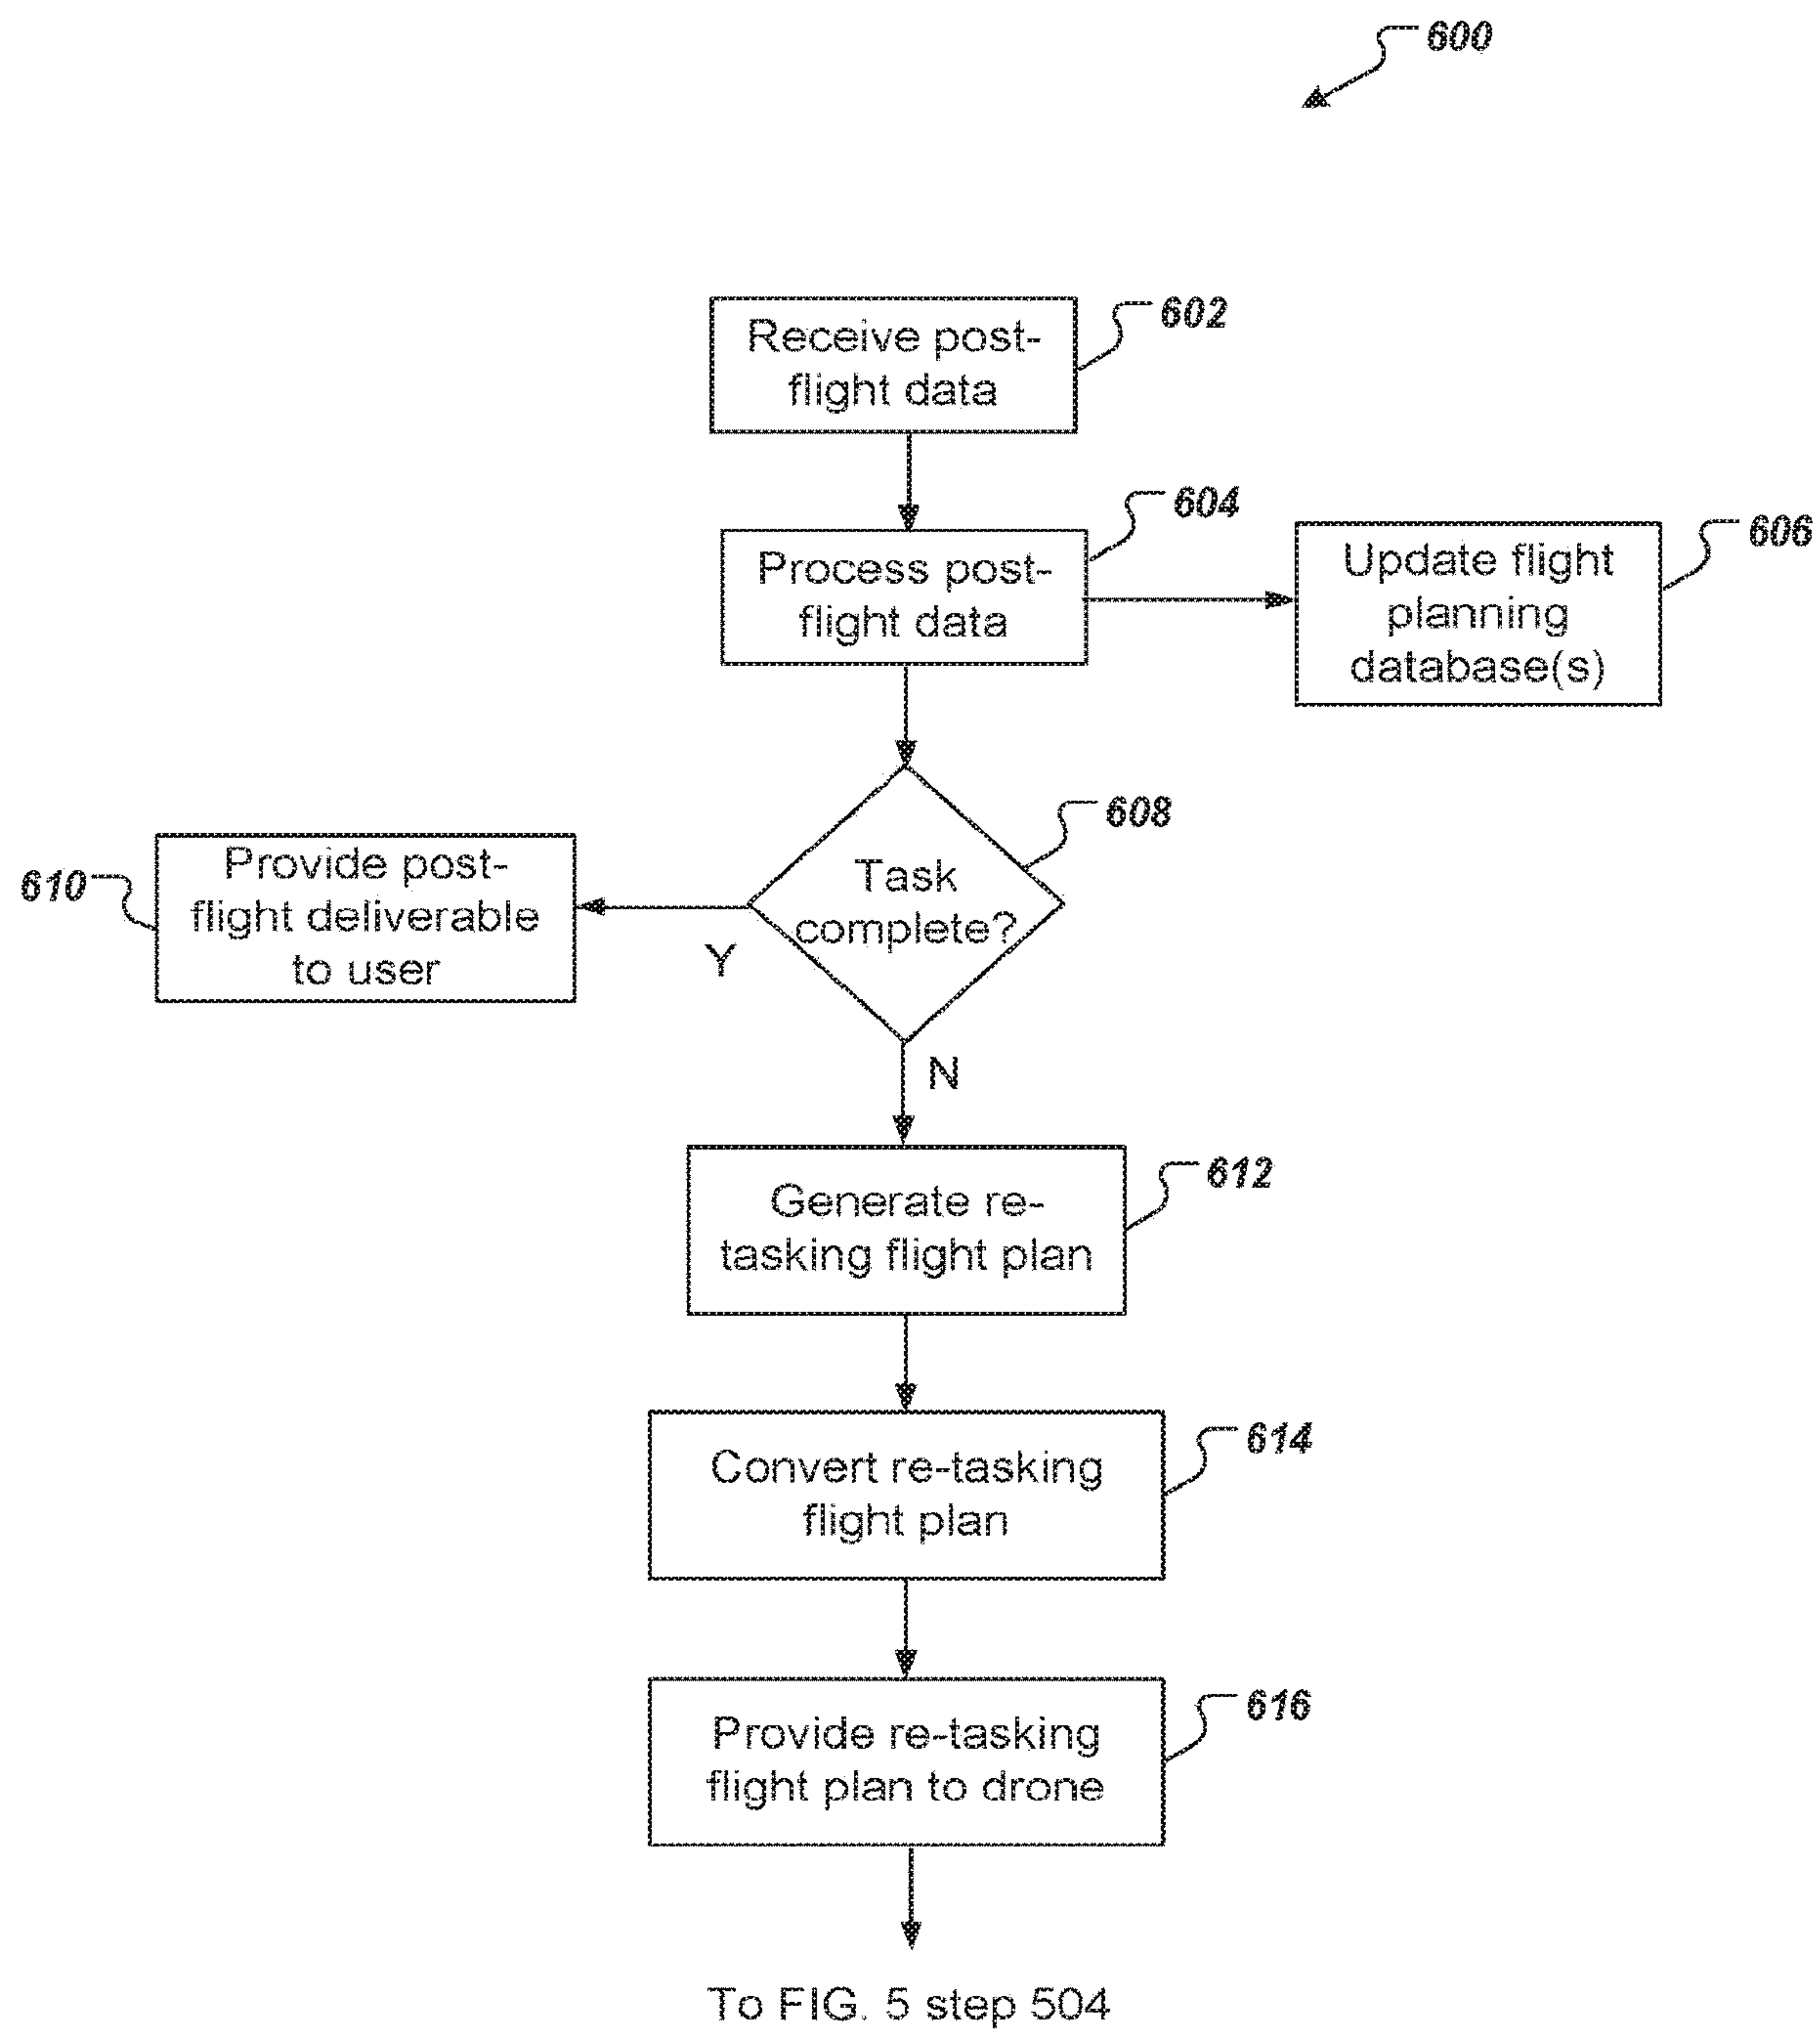 600
Receive post-
flight data
602
Process post-
flight data
604
Update flight
planning
database(s)
606
Task
complete?
608
Y
Provide post-
flight deliverable
to user
610
N
Generate re-
tasking flight plan
612
Convert re-tasking
flight plan
614
Provide re-tasking
flight plan to drone
616
To FIG. 5 step 504